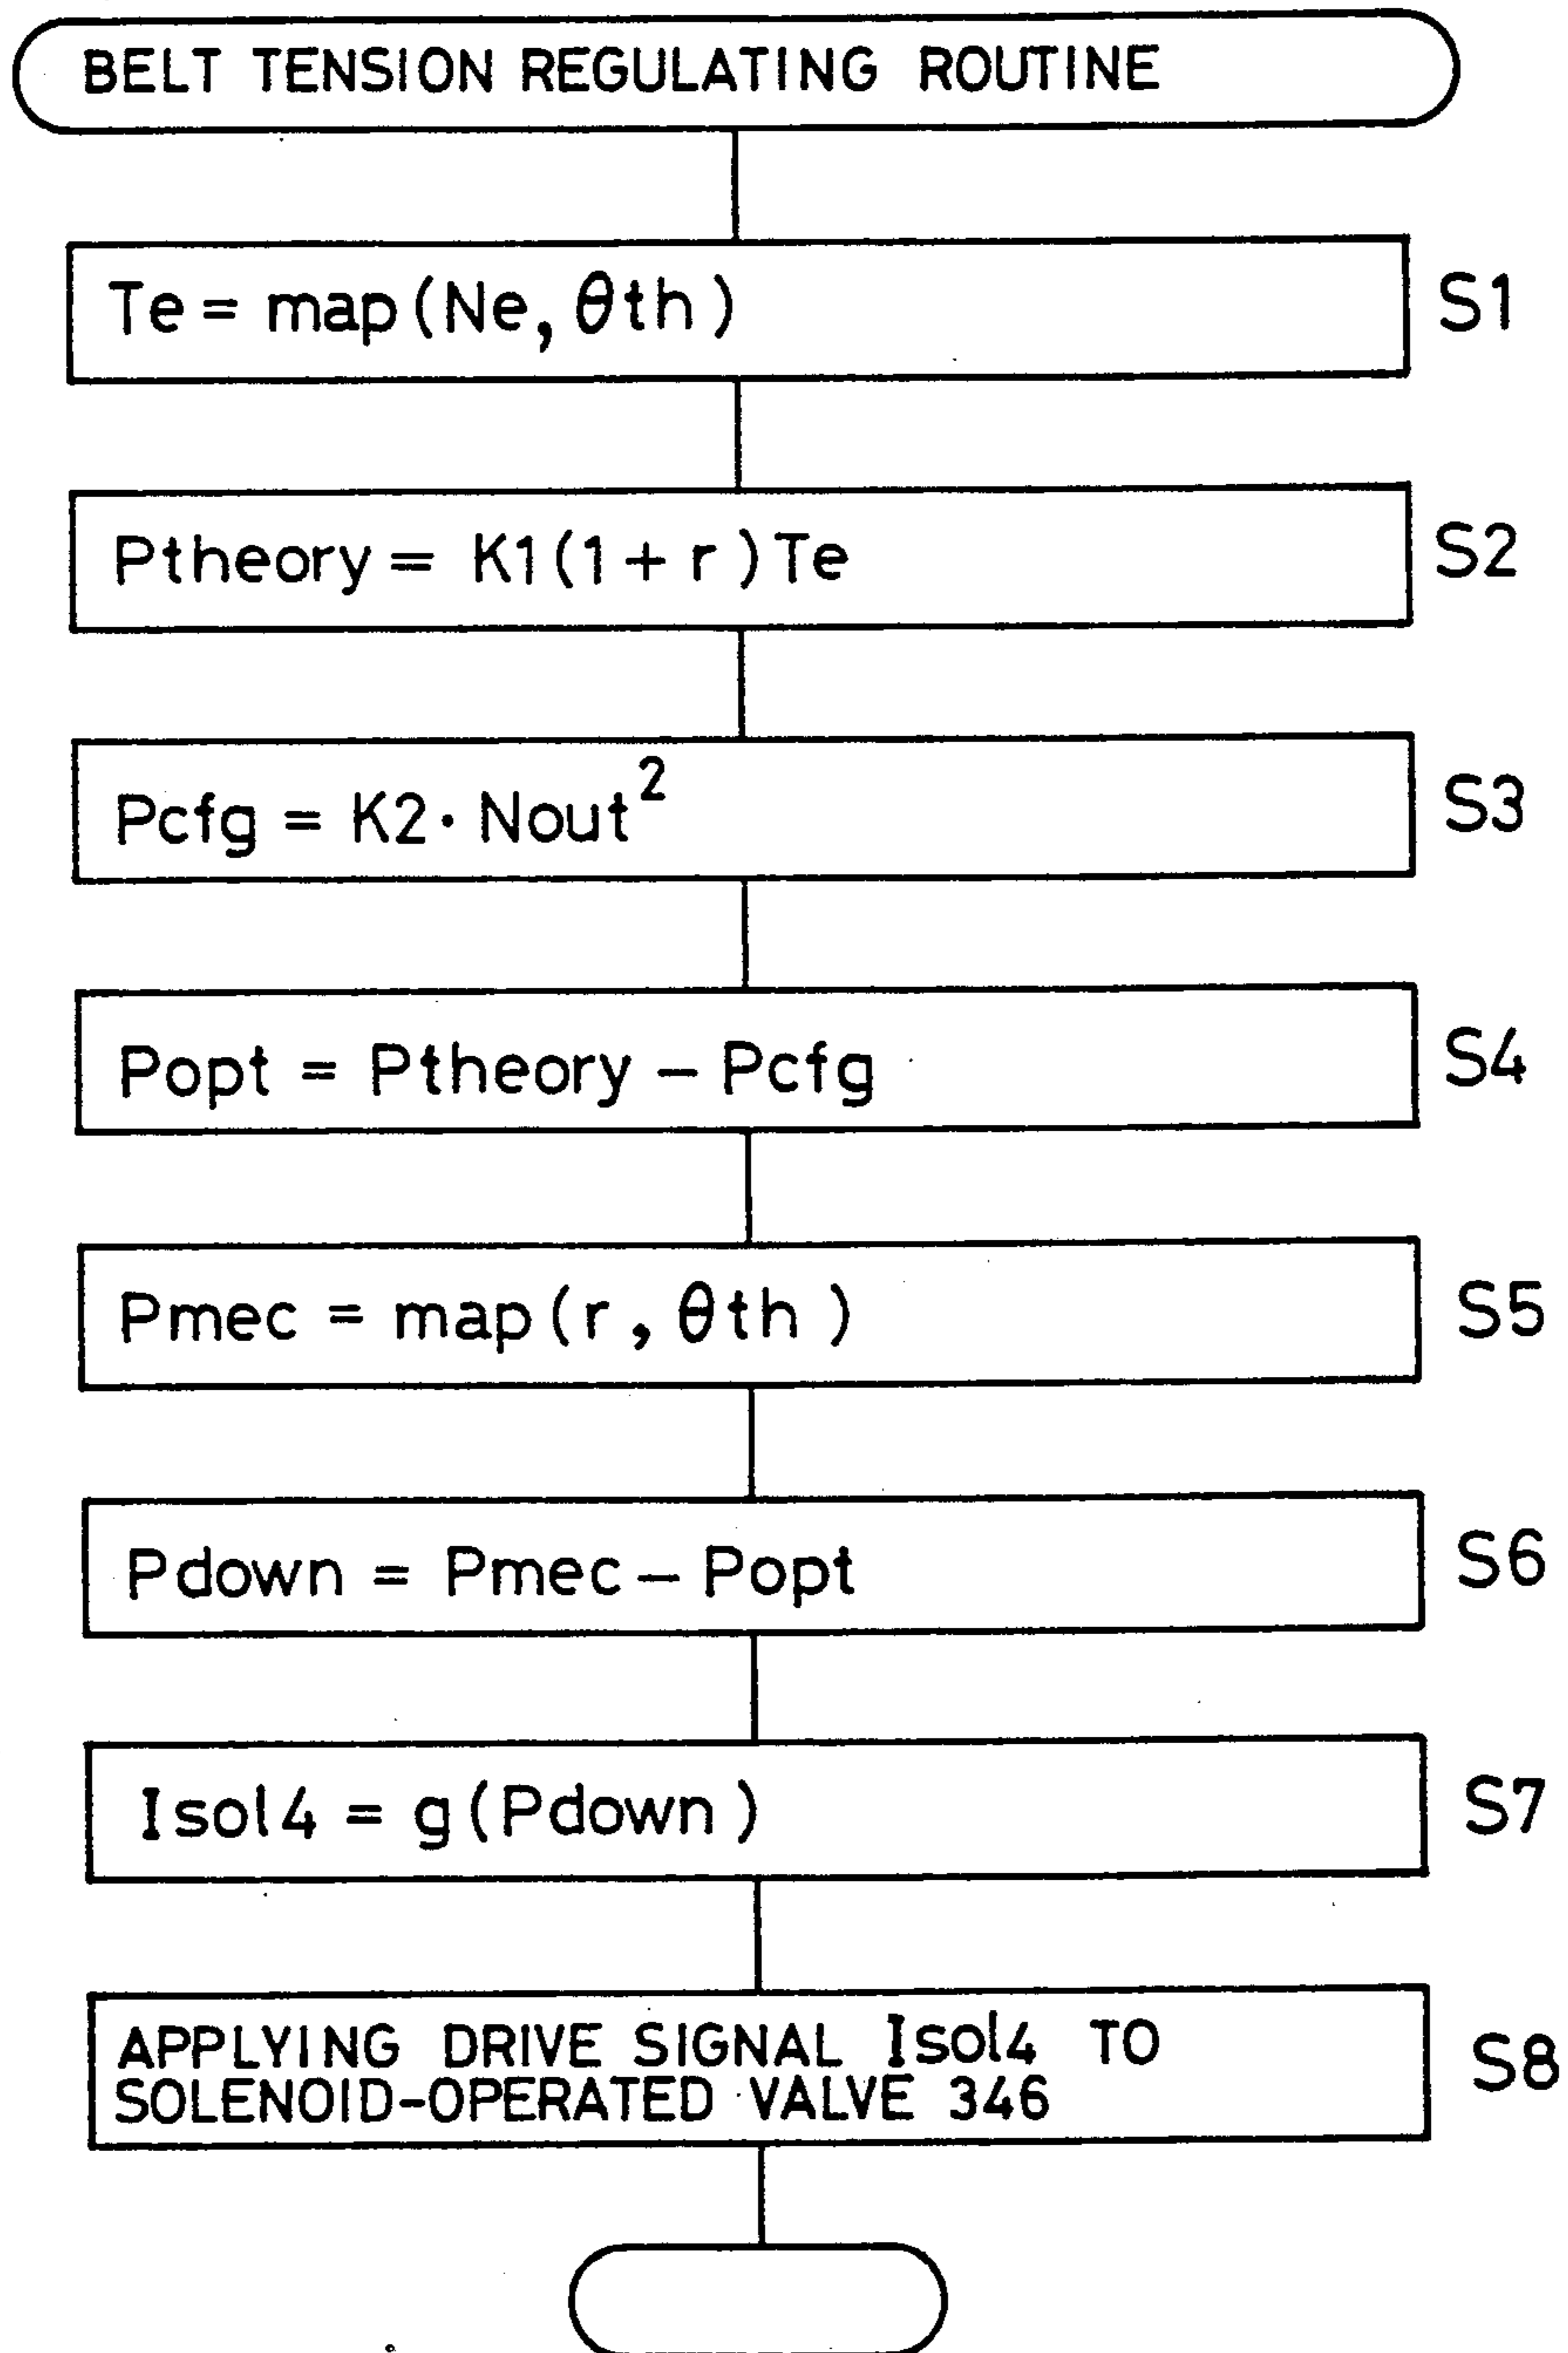 BELT TENSION REGULATING ROUTINE
Te = map(Ne, θth)
S1
Ptheory = K1(1+r)Te
S2
Pcfg = K2・Nout²
S3
Popt = Ptheory – Pcfg
S4
Pmec = map(r, θth)
S5
Pdown = Pmec – Popt
S6
Isol4 = g(Pdown)
S7
APPLYING DRIVE SIGNAL Isol4 TO
SOLENOID-OPERATED VALVE 346
S8